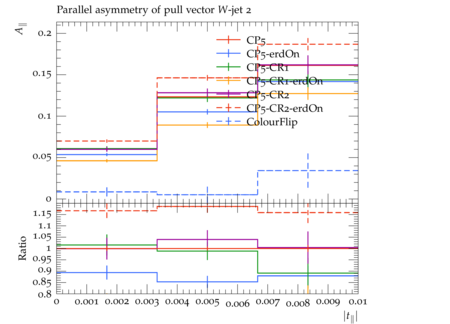 Parallel asymmetry of pull vector W-jet 2
A∥
0.2
0.15
0.1
0.05
0
CP5
CP5-erdOn
CP5-CR1
CP5-CR1-erdOn
CP5-CR2
CP5-CR2-erdOn
ColourFlip
Ratio
1.15
1.1
1.05
1
0.95
0.9
0.85
0.8
0 0.001 0.002 0.003 0.004 0.005 0.006 0.007 0.008 0.009 0.01
|t∥|